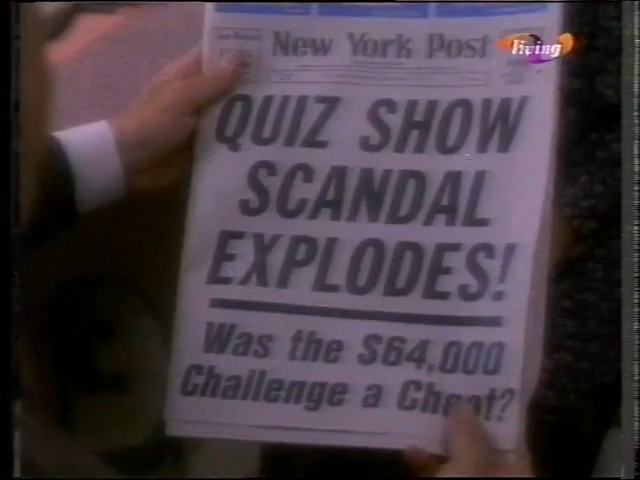 New York Post
living
QUIZ SHOW
SCANDAL
EXPLODES!
Was the $64,000
Challenge a Cheat?